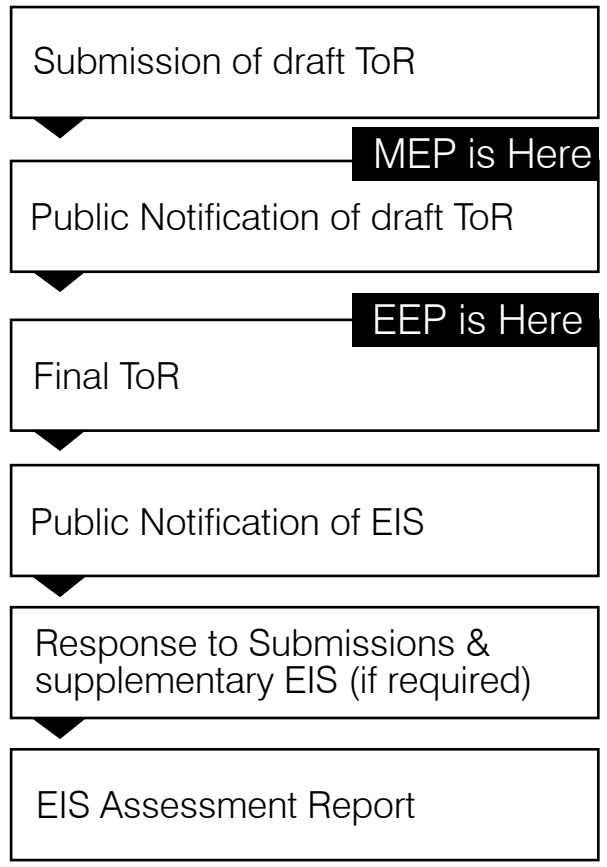 Submission of draft ToR
MEP is Here
Public Notification of draft ToR
EEP is Here
Final ToR
Public Notification of EIS
Response to Submissions &
supplementary EIS (if required)
EIS Assessment Report